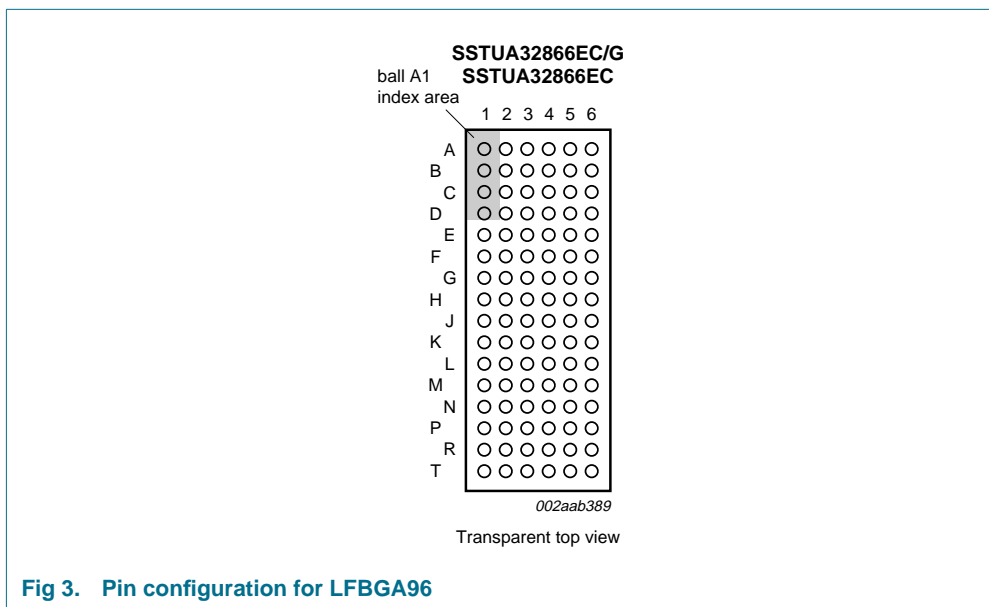 SSTUA32866EC/G
SSTUA32866EC
ball A1
index area
1 2 3 4 5 6
A
B
C
D
E
F
G
H
J
K
L
M
N
P
R
T
002aab389
Transparent top view
Fig 3. Pin configuration for LFBGA96